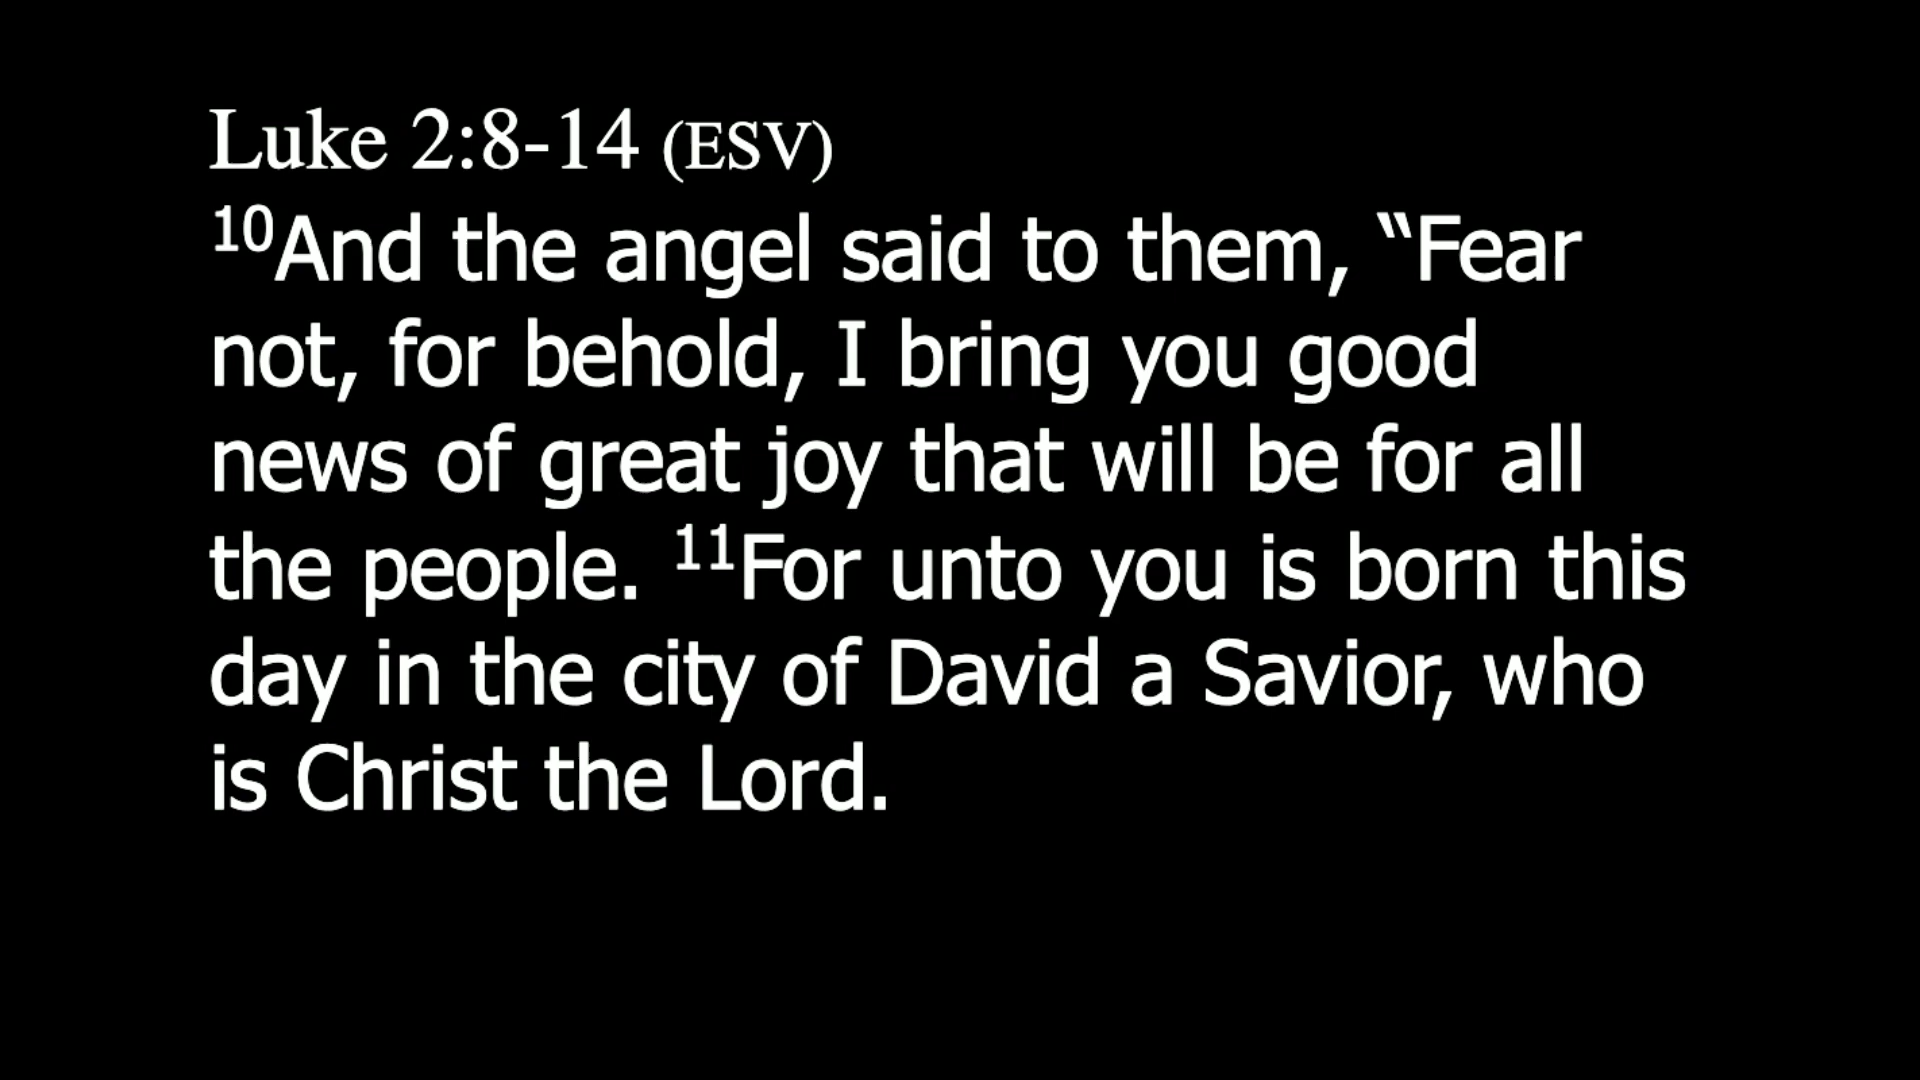 Luke 2:8-14 (ESV)
¹⁰And the angel said to them, “Fear
not, for behold, I bring you good
news of great joy that will be for all
the people. ¹¹For unto you is born this
day in the city of David a Savior, who
is Christ the Lord.